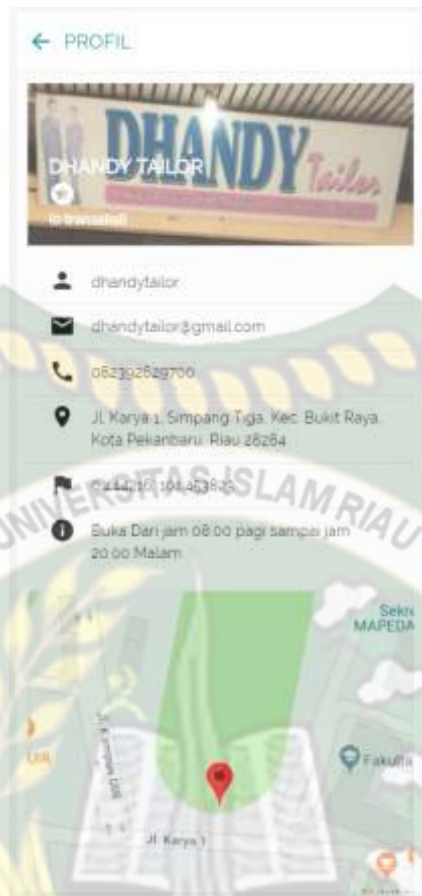 ← PROFIL
DHANDY Tailor
DHANDY TAILOR
dhandytailor
dhandytailor@gmail.com
082392629700
Jl. Karya 1, Simpang Tiga, Kec. Bukit Raya,
Kota Pekanbaru, Riau 28284
UNIVERSITAS ISLAM RIAU
Buka Dari jam 08.00 pagi sampai jam
20.00 Malam
MAPEDA
UIR
Jl. Karya 1